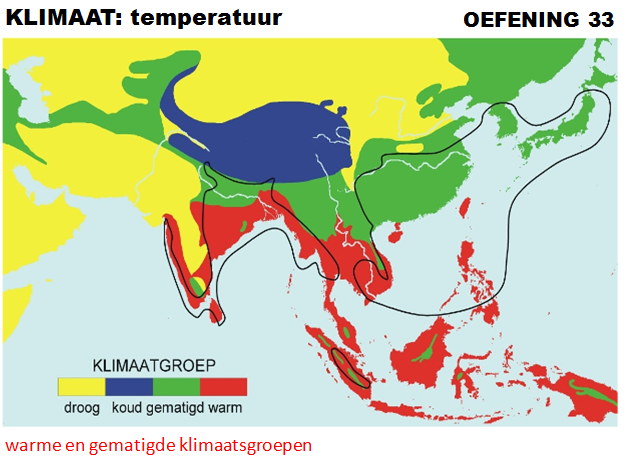 KLIMAAT: temperatuur
OEFENING 33
KLIMAATGROEP
droog koud gematigd warm
warme en gematigde klimaatsgroepen